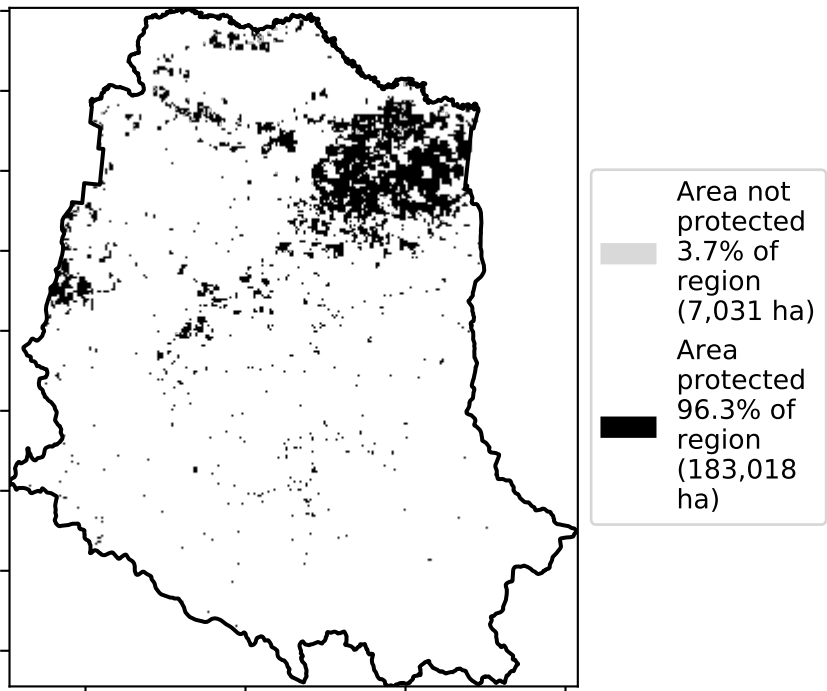 Area not
protected
3.7% of
region
(7,031 ha)
Area
protected
96.3% of
region
(183,018
ha)